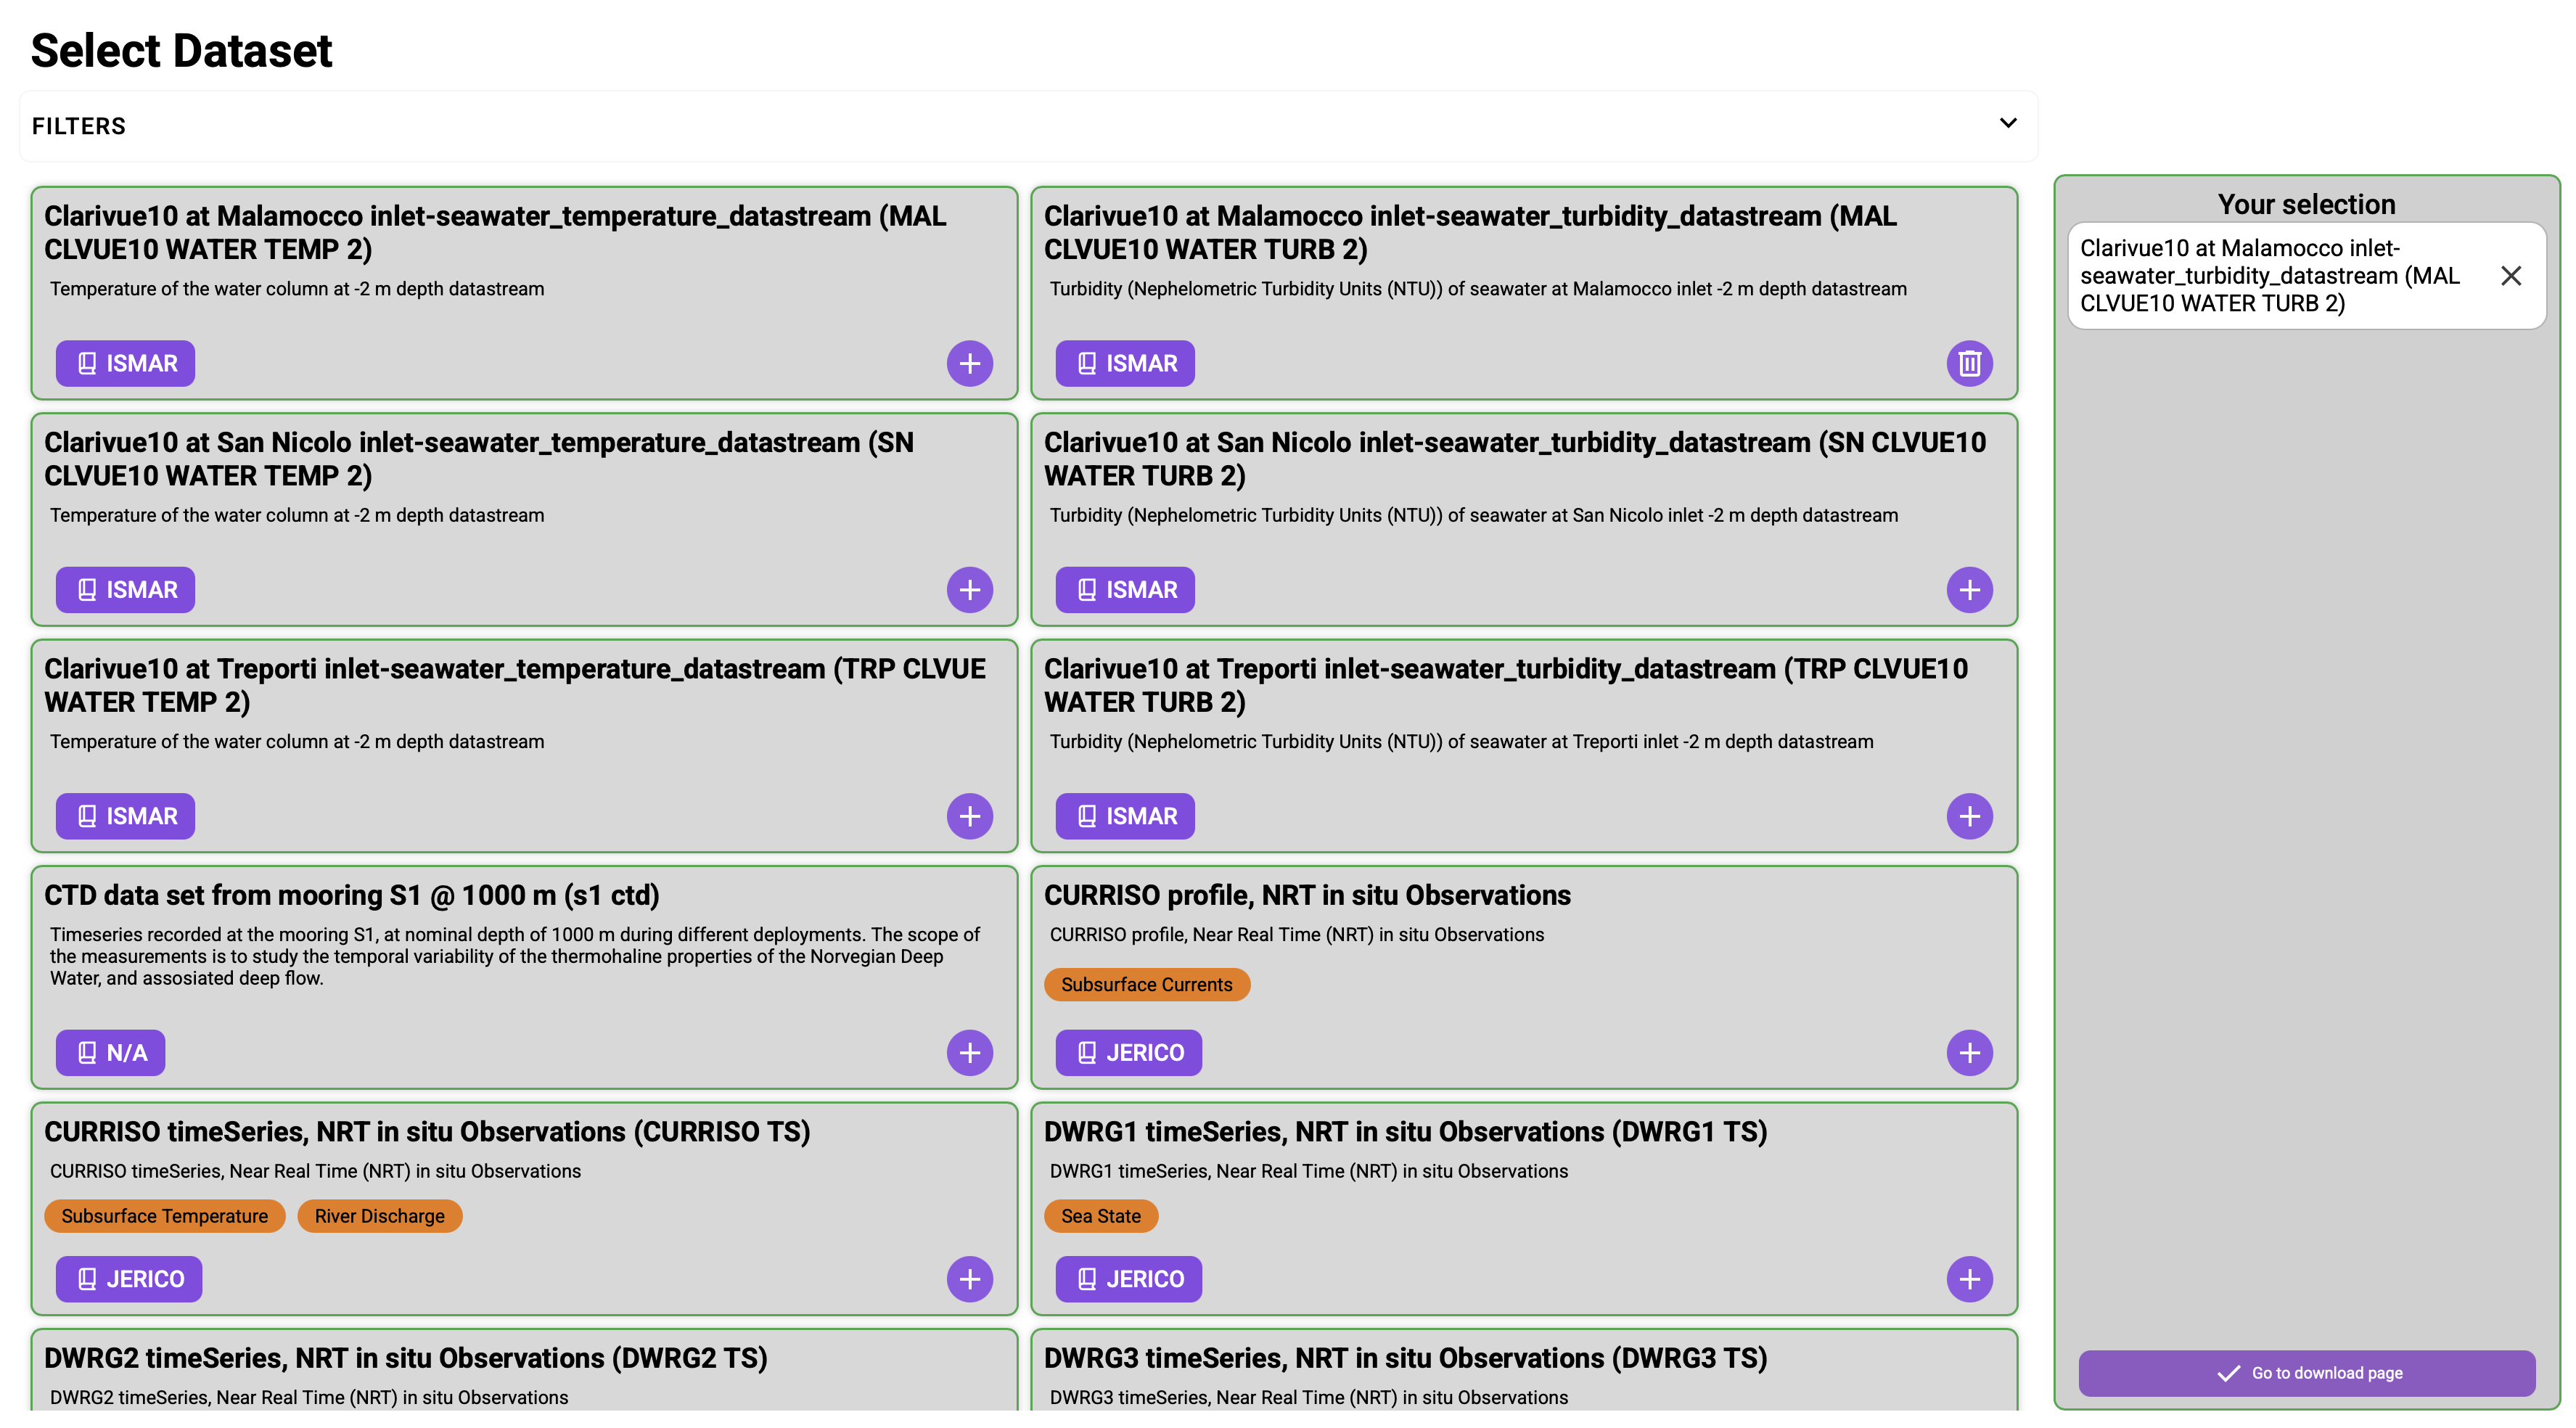 Select Dataset
FILTERS
Clarivue10 at Malamocco inlet-seawater_temperature_datastream (MAL
CLVUE10 WATER TEMP 2)
Temperature of the water column at -2 m depth datastream
ISMAR
Clarivue10 at Malamocco inlet-seawater_turbidity_datastream (MAL
CLVUE10 WATER TURB 2)
Turbidity (Nephelometric Turbidity Units (NTU)) of seawater at Malamocco inlet -2 m depth datastream
ISMAR
Clarivue10 at San Nicolo inlet-seawater_temperature_datastream (SN
CLVUE10 WATER TEMP 2)
Temperature of the water column at -2 m depth datastream
ISMAR
Clarivue10 at San Nicolo inlet-seawater_turbidity_datastream (SN CLVUE10
WATER TURB 2)
Turbidity (Nephelometric Turbidity Units (NTU)) of seawater at San Nicolo inlet -2 m depth datastream
ISMAR
Clarivue10 at Treporti inlet-seawater_temperature_datastream (TRP CLVUE
WATER TEMP 2)
Temperature of the water column at -2 m depth datastream
ISMAR
Clarivue10 at Treporti inlet-seawater_turbidity_datastream (TRP CLVUE10
WATER TURB 2)
Turbidity (Nephelometric Turbidity Units (NTU)) of seawater at Treporti inlet -2 m depth datastream
ISMAR
CTD data set from mooring S1 @ 1000 m (s1 ctd)
Timeseries recorded at the mooring S1, at nominal depth of 1000 m during different deployments. The scope of
the measurements is to study the temporal variability of the thermohaline properties of the Norvegian Deep
Water, and assosiated deep flow.
N/A
CURRISO profile, NRT in situ Observations
CURRISO profile, Near Real Time (NRT) in situ Observations
Subsurface Currents
JERICO
CURRISO timeSeries, NRT in situ Observations (CURRISO TS)
CURRISO timeSeries, Near Real Time (NRT) in situ Observations
Subsurface Temperature
River Discharge
JERICO
DWRG1 timeSeries, NRT in situ Observations (DWRG1 TS)
DWRG1 timeSeries, Near Real Time (NRT) in situ Observations
Sea State
JERICO
DWRG2 timeSeries, NRT in situ Observations (DWRG2 TS)
DWRG2 timeSeries, Near Real Time (NRT) in situ Observations
DWRG3 timeSeries, NRT in situ Observations (DWRG3 TS)
DWRG3 timeSeries, Near Real Time (NRT) in situ Observations
Your selection
Clarivue10 at Malamocco inlet-
seawater_turbidity_datastream (MAL
CLVUE10 WATER TURB 2)
Go to download page